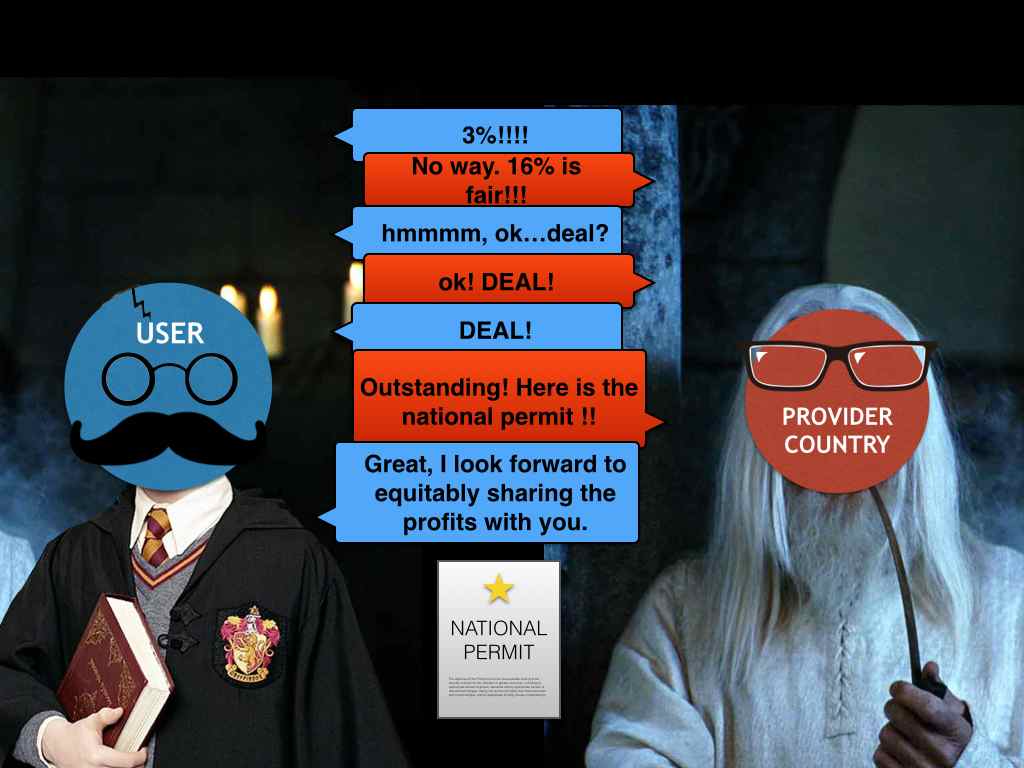 3%!!!!
No way. 16% is
fair!!!
hmmmm, ok...deal?
ok! DEAL!
DEAL!
Outstanding! Here is the
national permit !!
Great, I look forward to
equitably sharing the
profits with you.
USER
PROVIDER
COUNTRY
NATIONAL
PERMIT